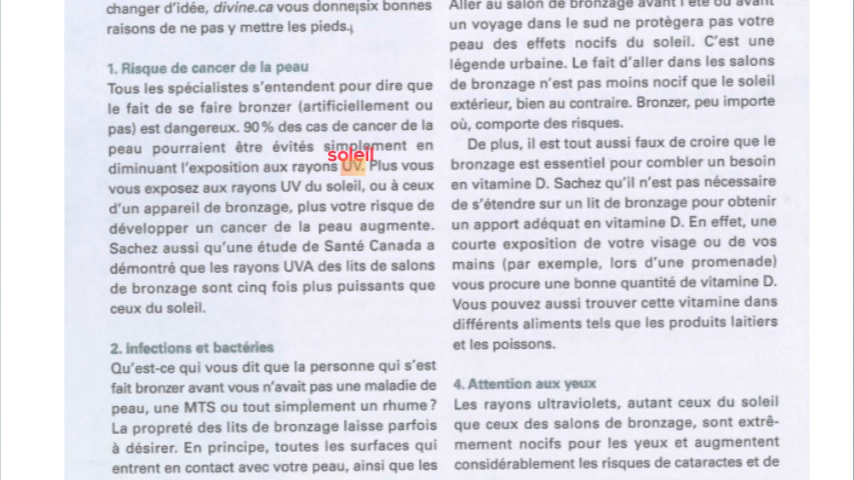 changer d'idée, divine.ca vous donne six bonnes
raisons de ne pas y mettre les pieds.
1. Risque de cancer de la peau
Tous les spécialistes s'entendent pour dire que
le fait de se faire bronzer (artificiellement ou
pas) est dangereux. 90 % des cas de cancer de la
peau pourraient être évités simplement en
soleil
diminuant l'exposition aux rayons UV. Plus vous
vous exposez aux rayons UV du soleil, ou à ceux
d'un appareil de bronzage, plus votre risque de
développer un cancer de la peau augmente.
Sachez aussi qu'une étude de Santé Canada a
démontré que les rayons UVA des lits de salons
de bronzage sont cinq fois plus puissants que
ceux du soleil.
2. Infections et bactéries
Qu'est-ce qui vous dit que la personne qui s'est
fait bronzer avant vous n'avait pas une maladie de
peau, une MTS ou tout simplement un rhume ?
La propreté des lits de bronzage laisse parfois
à désirer. En principe, toutes les surfaces qui
entrent en contact avec votre peau, ainsi que les
Aller au salon de bronzage avant l'été ou avant
un voyage dans le sud ne protègera pas votre
peau des effets nocifs du soleil. C'est une
légende urbaine. Le fait d'aller dans les salons
de bronzage n'est pas moins nocif que le soleil
extérieur, bien au contraire. Bronzer, peu importe
où, comporte des risques.
De plus, il est tout aussi faux de croire que le
bronzage est essentiel pour combler un besoin
en vitamine D. Sachez qu'il n'est pas nécessaire
de s'étendre sur un lit de bronzage pour obtenir
un apport adéquat en vitamine D. En effet, une
courte exposition de votre visage ou de vos
mains (par exemple, lors d'une promenade)
vous procure une bonne quantité de vitamine D.
Vous pouvez aussi trouver cette vitamine dans
différents aliments tels que les produits laitiers
et les poissons.
4. Attention aux yeux
Les rayons ultraviolets, autant ceux du soleil
que ceux des salons de bronzage, sont extrê-
mement nocifs pour les yeux et augmentent
considérablement les risques de cataractes et de